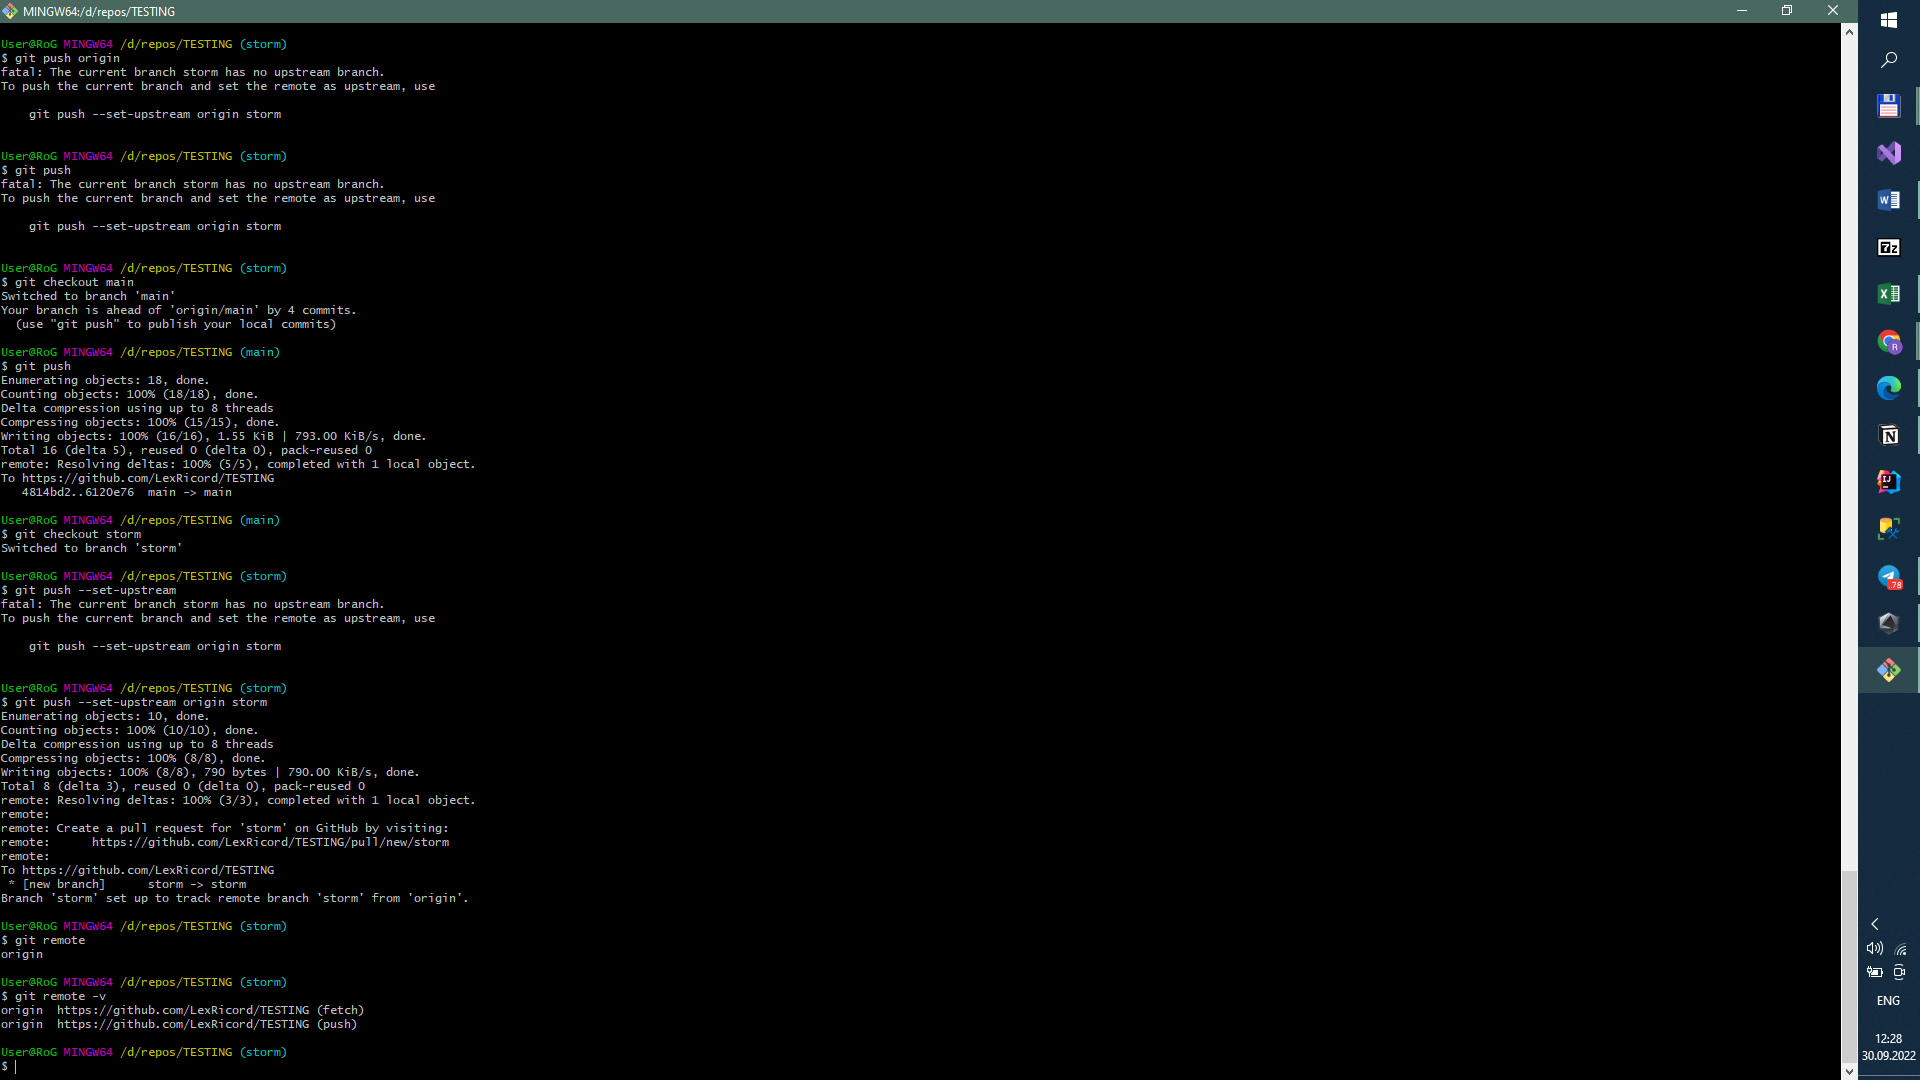 MINGW64:/d/repos/TESTING
User@RoG MINGW64 /d/repos/TESTING (storm)
$ git push origin
fatal: The current branch storm has no upstream branch.
To push the current branch and set the remote as upstream, use
    git push --set-upstream origin storm
User@RoG MINGW64 /d/repos/TESTING (storm)
$ git push
fatal: The current branch storm has no upstream branch.
To push the current branch and set the remote as upstream, use
    git push --set-upstream origin storm
User@RoG MINGW64 /d/repos/TESTING (storm)
$ git checkout main
Switched to branch 'main'
Your branch is ahead of 'origin/main' by 4 commits.
  (use "git push" to publish your local commits)
User@RoG MINGW64 /d/repos/TESTING (main)
$ git push
Enumerating objects: 18, done.
Counting objects: 100% (18/18), done.
Delta compression using up to 8 threads
Compressing objects: 100% (15/15), done.
Writing objects: 100% (16/16), 1.55 KiB | 793.00 KiB/s, done.
Total 16 (delta 5), reused 0 (delta 0), pack-reused 0
remote: Resolving deltas: 100% (5/5), completed with 1 local object.
To https://github.com/LexRicord/TESTING
   4814bd2..6120e76  main -> main
User@RoG MINGW64 /d/repos/TESTING (main)
$ git checkout storm
Switched to branch 'storm'
User@RoG MINGW64 /d/repos/TESTING (storm)
$ git push --set-upstream
fatal: The current branch storm has no upstream branch.
To push the current branch and set the remote as upstream, use
    git push --set-upstream origin storm
User@RoG MINGW64 /d/repos/TESTING (storm)
$ git push --set-upstream origin storm
Enumerating objects: 10, done.
Counting objects: 100% (10/10), done.
Delta compression using up to 8 threads
Compressing objects: 100% (8/8), done.
Writing objects: 100% (8/8), 790 bytes | 790.00 KiB/s, done.
Total 8 (delta 3), reused 0 (delta 0), pack-reused 0
remote: Resolving deltas: 100% (3/3), completed with 1 local object.
remote:
remote: Create a pull request for 'storm' on GitHub by visiting:
remote:      https://github.com/LexRicord/TESTING/pull/new/storm
remote:
To https://github.com/LexRicord/TESTING
 * [new branch]      storm -> storm
Branch 'storm' set up to track remote branch 'storm' from 'origin'.
User@RoG MINGW64 /d/repos/TESTING (storm)
$ git remote
origin
User@RoG MINGW64 /d/repos/TESTING (storm)
$ git remote -v
origin  https://github.com/LexRicord/TESTING (fetch)
origin  https://github.com/LexRicord/TESTING (push)
User@RoG MINGW64 /d/repos/TESTING (storm)
$
W
7z
X
R
N
IJ
78
ENG
12:28
30.09.2022